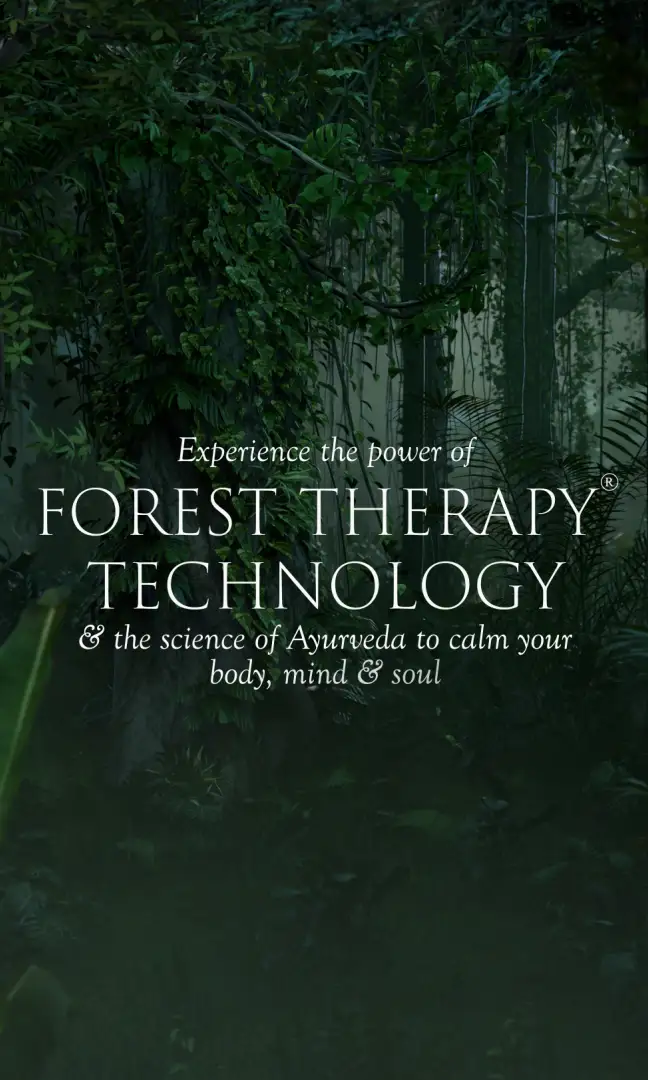 Experience the power of
FOREST THERAPY®
TECHNOLOGY
& the science of Ayurveda to calm your
body, mind & soul